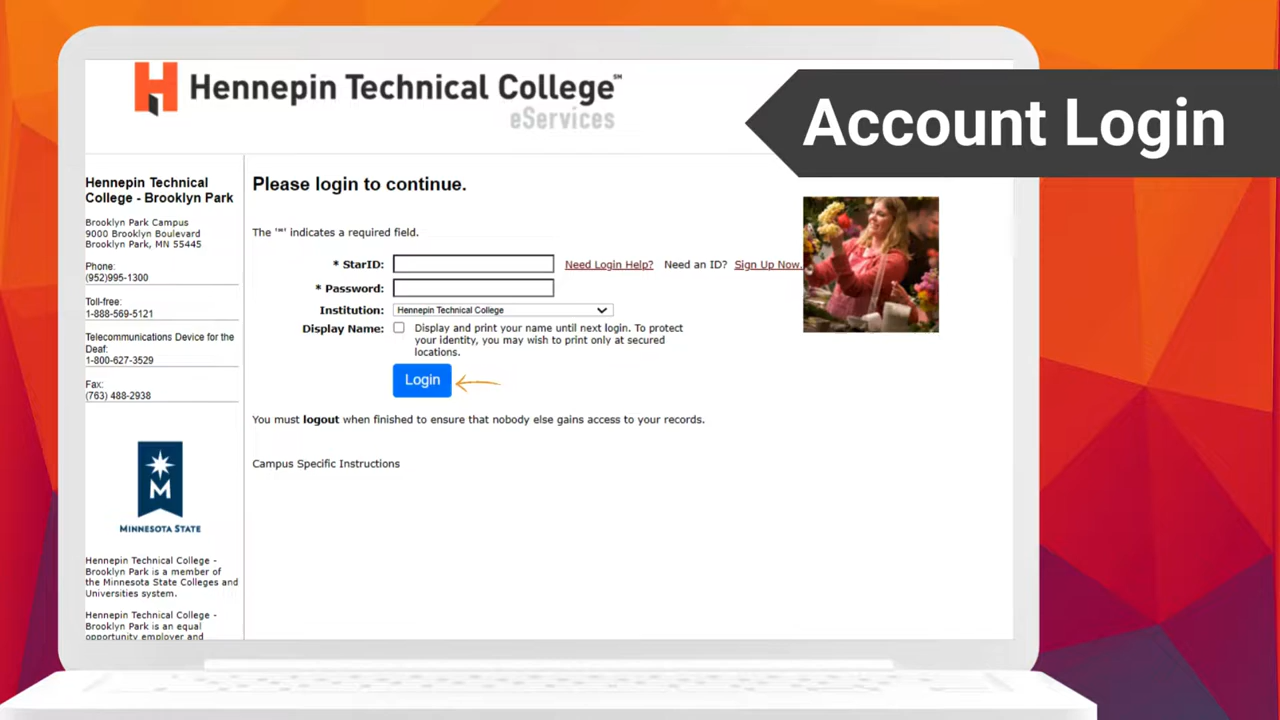 Hennepin Technical College℠
eServices
Account Login
Hennepin Technical
College - Brooklyn Park
Brooklyn Park Campus
9000 Brooklyn Boulevard
Brooklyn Park, MN 55445
Phone:
(952)995-1300
Toll-free:
1-888-569-5121
Telecommunications Device for the
Deaf:
1-800-627-3529
Fax:
(763) 488-2938
M
MINNESOTA STATE
Hennepin Technical College -
Brooklyn Park is a member of
the Minnesota State Colleges and
Universities system.
Hennepin Technical College -
Brooklyn Park is an equal
opportunity employer and
Please login to continue.
The '*' indicates a required field.
* StarID: Need Login Help? Need an ID? Sign Up Now.
* Password:
Institution: Hennepin Technical College
Display Name: Display and print your name until next login. To protect
your identity, you may wish to print only at secured
locations.
Login
You must logout when finished to ensure that nobody else gains access to your records.
Campus Specific Instructions